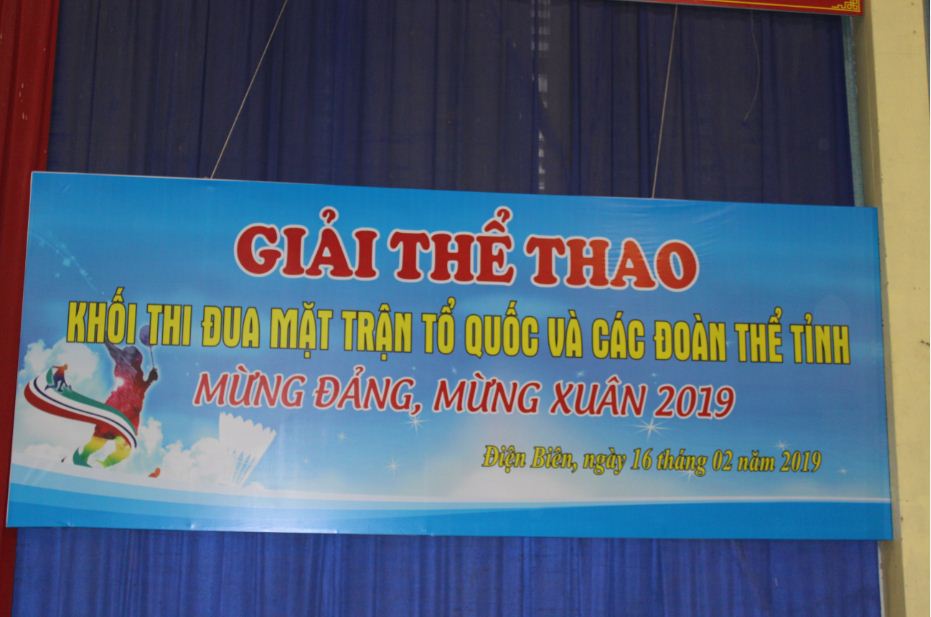 GIẢI THỂ THAO
KHỐI THI ĐUA MẶT TRẬN TỔ QUỐC VÀ CÁC ĐOÀN THỂ TỈNH
MỪNG ĐẢNG, MỪNG XUÂN 2019
Điện Biên, ngày 16 tháng 02 năm 2019